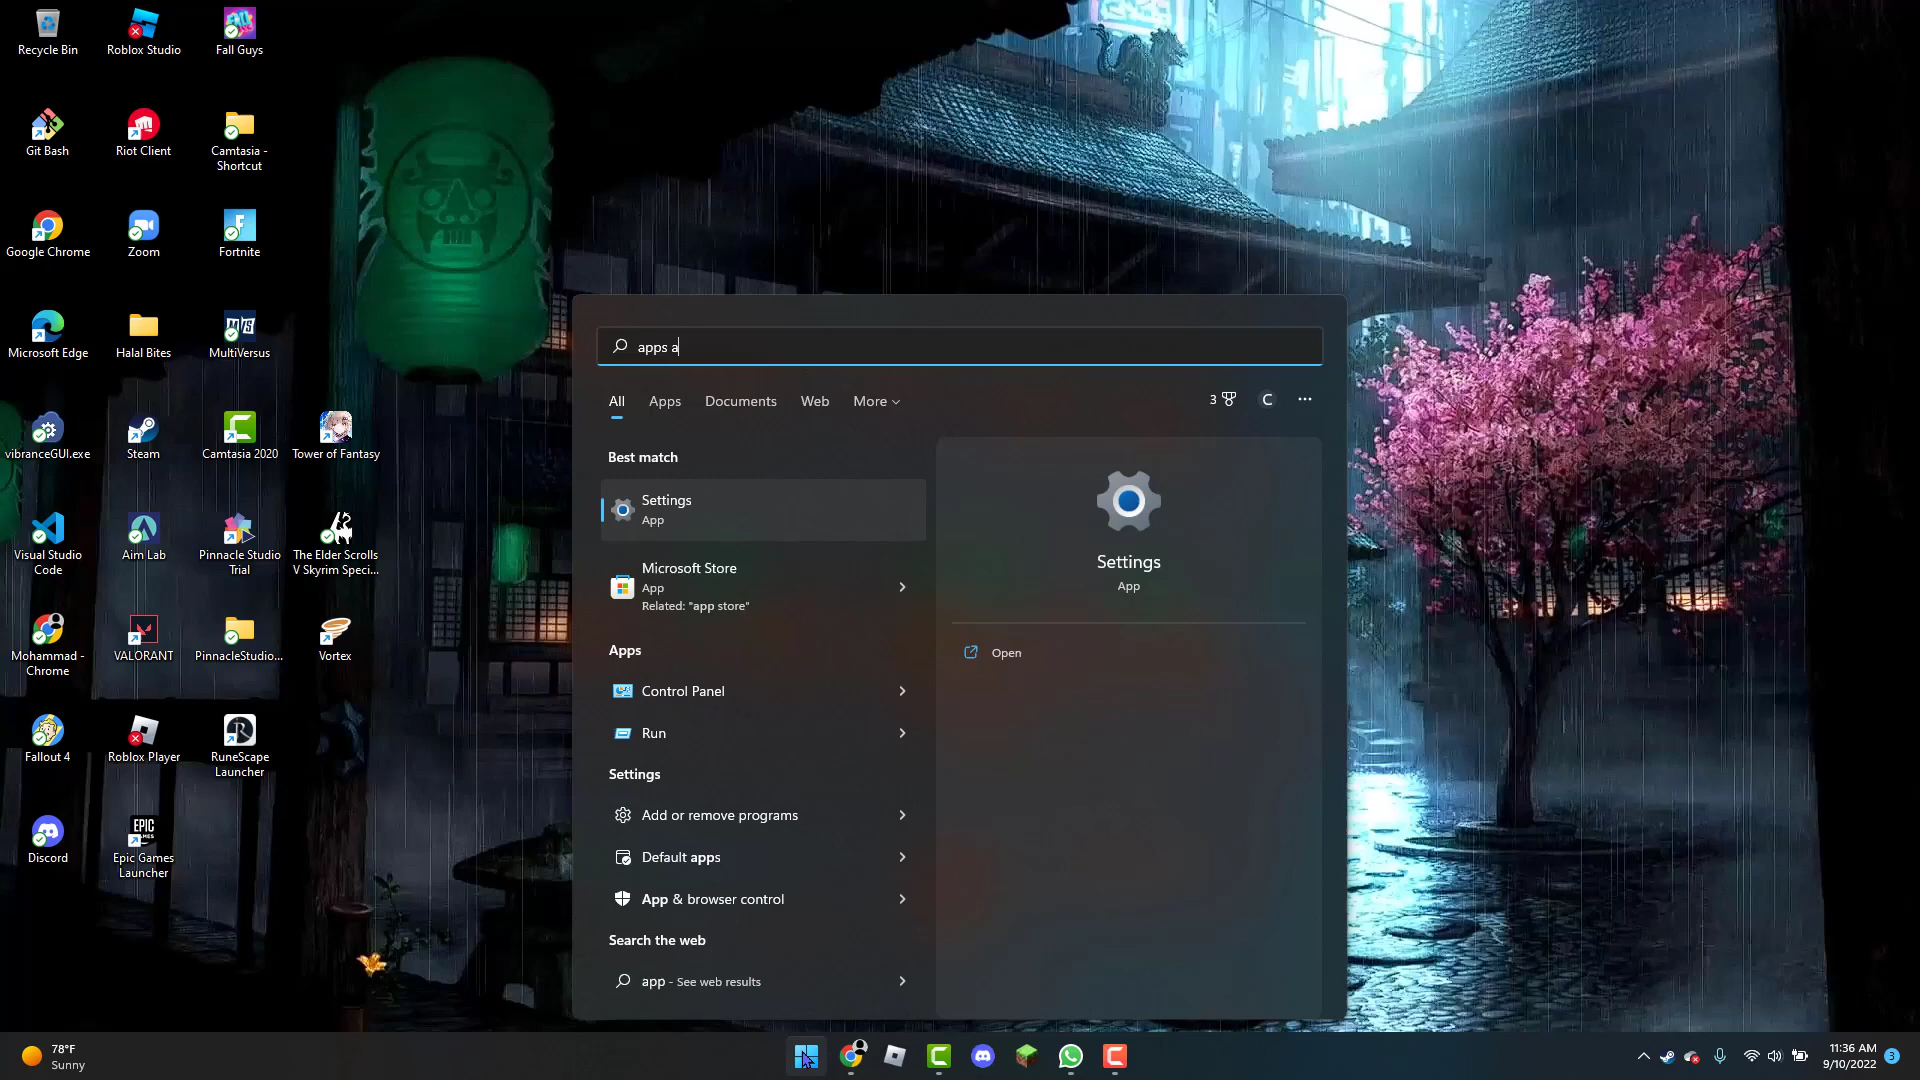 Recycle Bin
Roblox Studio
Fall Guys
Git Bash
Riot Client
Camtasia -
Shortcut
Google Chrome
Zoom
Fortnite
Microsoft Edge
Halal Bites
MultiVersus
vibranceGUI.exe
Steam
Camtasia 2020
Tower of Fantasy
Visual Studio
Code
Aim Lab
Pinnacle Studio
Trial
The Elder Scrolls
V Skyrim Speci...
Mohammad -
Chrome
VALORANT
PinnacleStudio...
Vortex
Fallout 4
Roblox Player
RuneScape
Launcher
Discord
EPIC
GAMES
Epic Games
Launcher
apps a
All
Apps
Documents
Web
More
3
C
Best match
Settings
App
Microsoft Store
App
Related: "app store"
Apps
Control Panel
Run
Settings
Add or remove programs
Default apps
App & browser control
Search the web
app - See web results
Settings
App
Open
78°F
Sunny
11:36 AM
9/10/2022
3